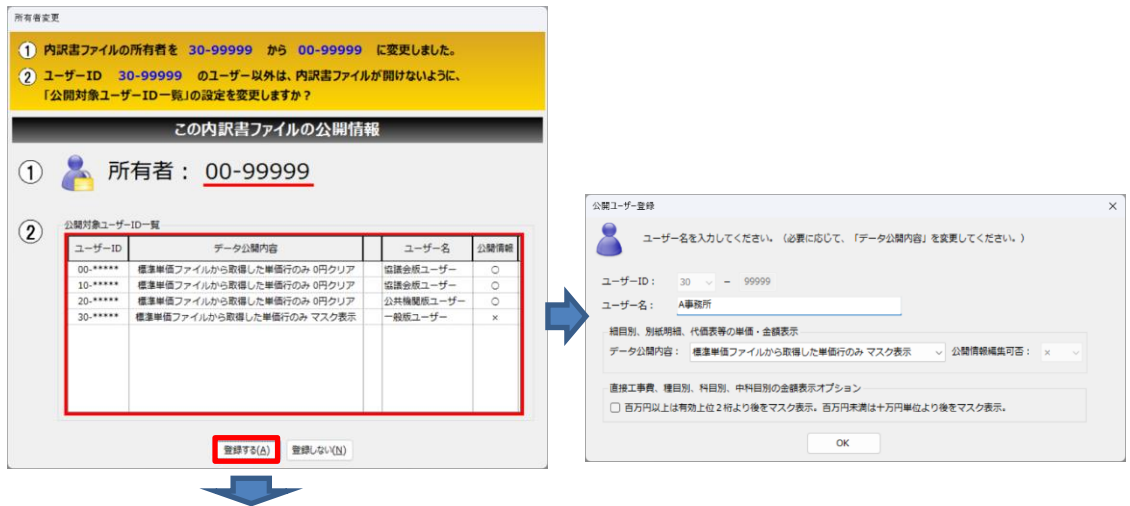 所有者変更
① 内訳書ファイルの所有者を 30-99999 から 00-99999 に変更しました。
② ユーザーID 30-99999 のユーザー以外は、内訳書ファイルが開けないように、
「公開対象ユーザーID一覧」の設定を変更しますか？
この内訳書ファイルの公開情報
① 所有者： 00-99999
② 公開対象ユーザーID一覧
ユーザーID データ公開内容 ユーザー名 公開情報
00-***** 標準単価ファイルから取得した単価行のみ 0円クリア 協議会版ユーザー ○
10-***** 標準単価ファイルから取得した単価行のみ 0円クリア 協議会版ユーザー ○
20-***** 標準単価ファイルから取得した単価行のみ 0円クリア 公共機関版ユーザー ○
30-***** 標準単価ファイルから取得した単価行のみ マスク表示 一般版ユーザー ×
登録する(A) 登録しない(N)
公開ユーザー登録 ×
ユーザー名を入力してください。（必要に応じて、「データ公開内容」を変更してください。）
ユーザーID： 30 － 99999
ユーザー名： A事務所
細目別、別紙明細、代価表等の単価・金額表示
データ公開内容： 標準単価ファイルから取得した単価行のみ マスク表示 公開情報編集可否： ×
直接工事費、種目別、科目別、中科目別の金額表示オプション
百万円以上は有効上位２桁より後をマスク表示。百万円未満は十万円単位より後をマスク表示。
OK